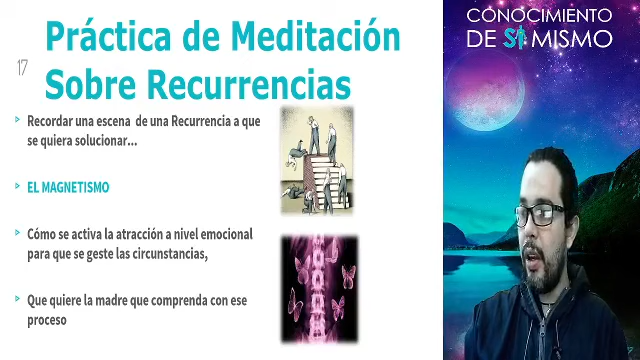 Práctica de Meditación
Sobre Recurrencias
17
Recordar una escena de una Recurrencia a que
se quiera solucionar...
EL MAGNETISMO
Cómo se activa la atracción a nivel emocional
para que se geste las circunstancias,
Que quiere la madre que comprenda con ese
proceso
CONOCIMIENTO
DE SÍ MISMO
17